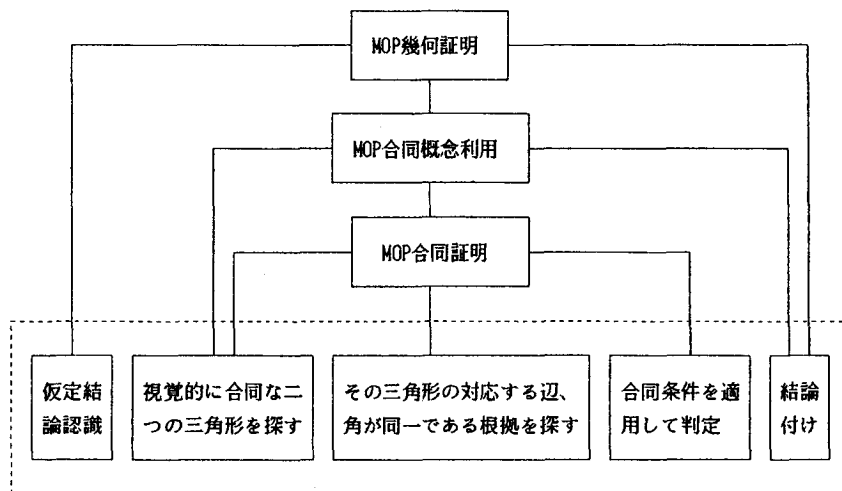 MOP幾何証明
MOP合同概念利用
MOP合同証明
仮定結
論認識
視覚的に合同な二
つの三角形を探す
その三角形の対応する辺、
角が同一である根拠を探す
合同条件を適
用して判定
結論
付け